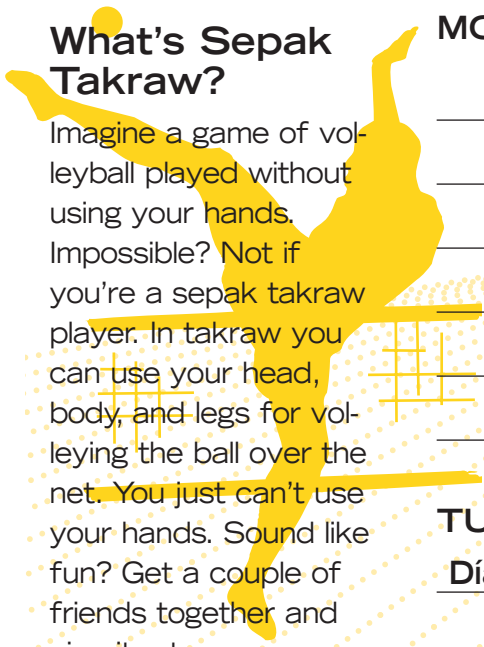 What's Sepak
Takraw?
Imagine a game of vol-
leyball played without
using your hands.
Impossible? Not if
you're a sepak takraw
player. In takraw you
can use your head,
body, and legs for vol-
leying the ball over the
net. You just can't use
your hands. Sound like
fun? Get a couple of
friends together and
MO
TU
Día